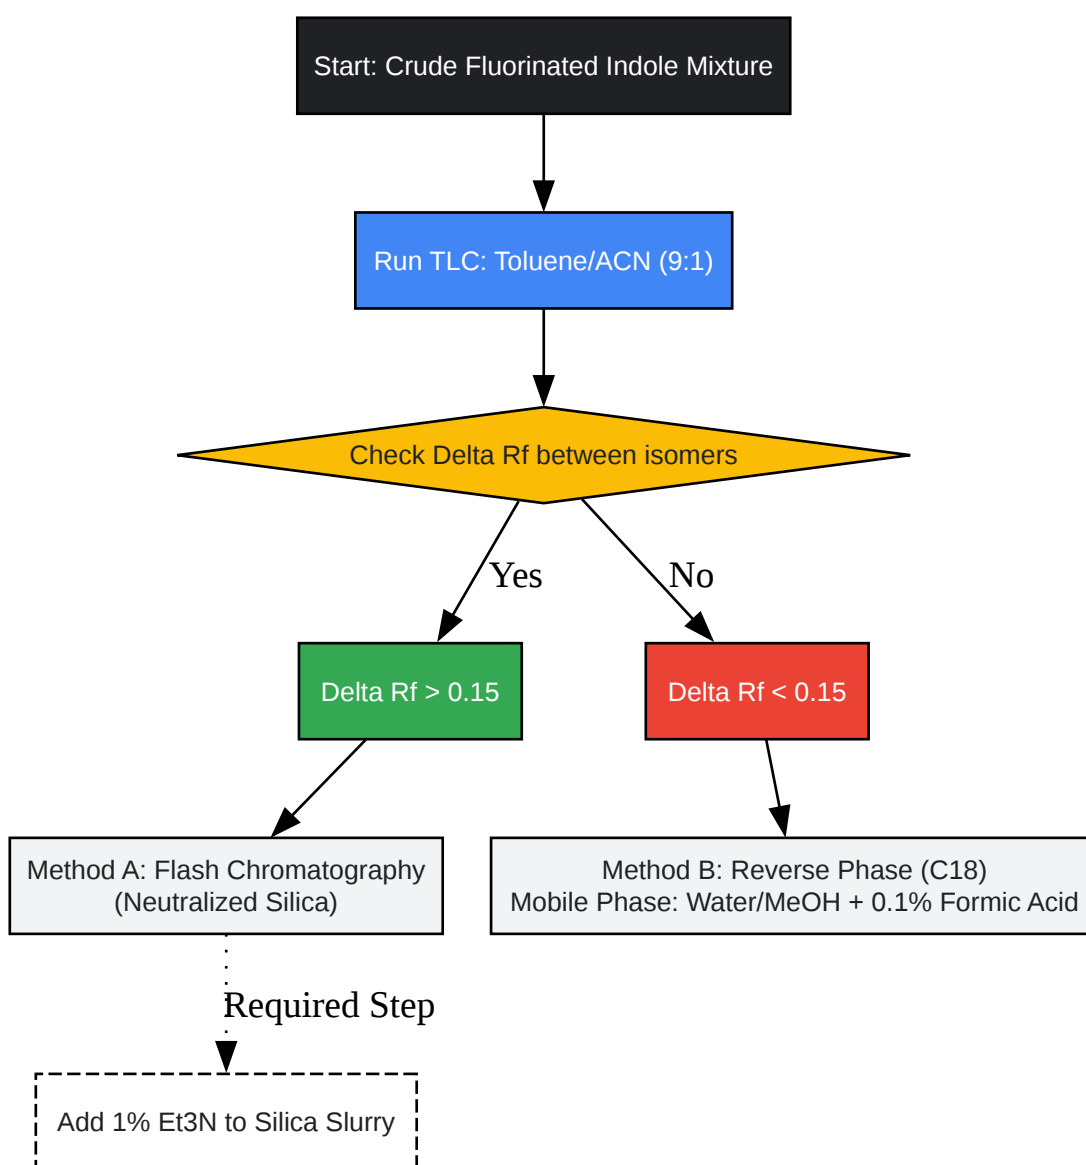 Start: Crude Fluorinated Indole Mixture
Run TLC: Toluene/ACN (9:1)
Check Delta Rf between isomers
Yes
No
Delta Rf > 0.15
Delta Rf < 0.15
Method A: Flash Chromatography
(Neutralized Silica)
Method B: Reverse Phase (C18)
Mobile Phase: Water/MeOH + 0.1% Formic Acid
Required Step
Add 1% Et3N to Silica Slurry